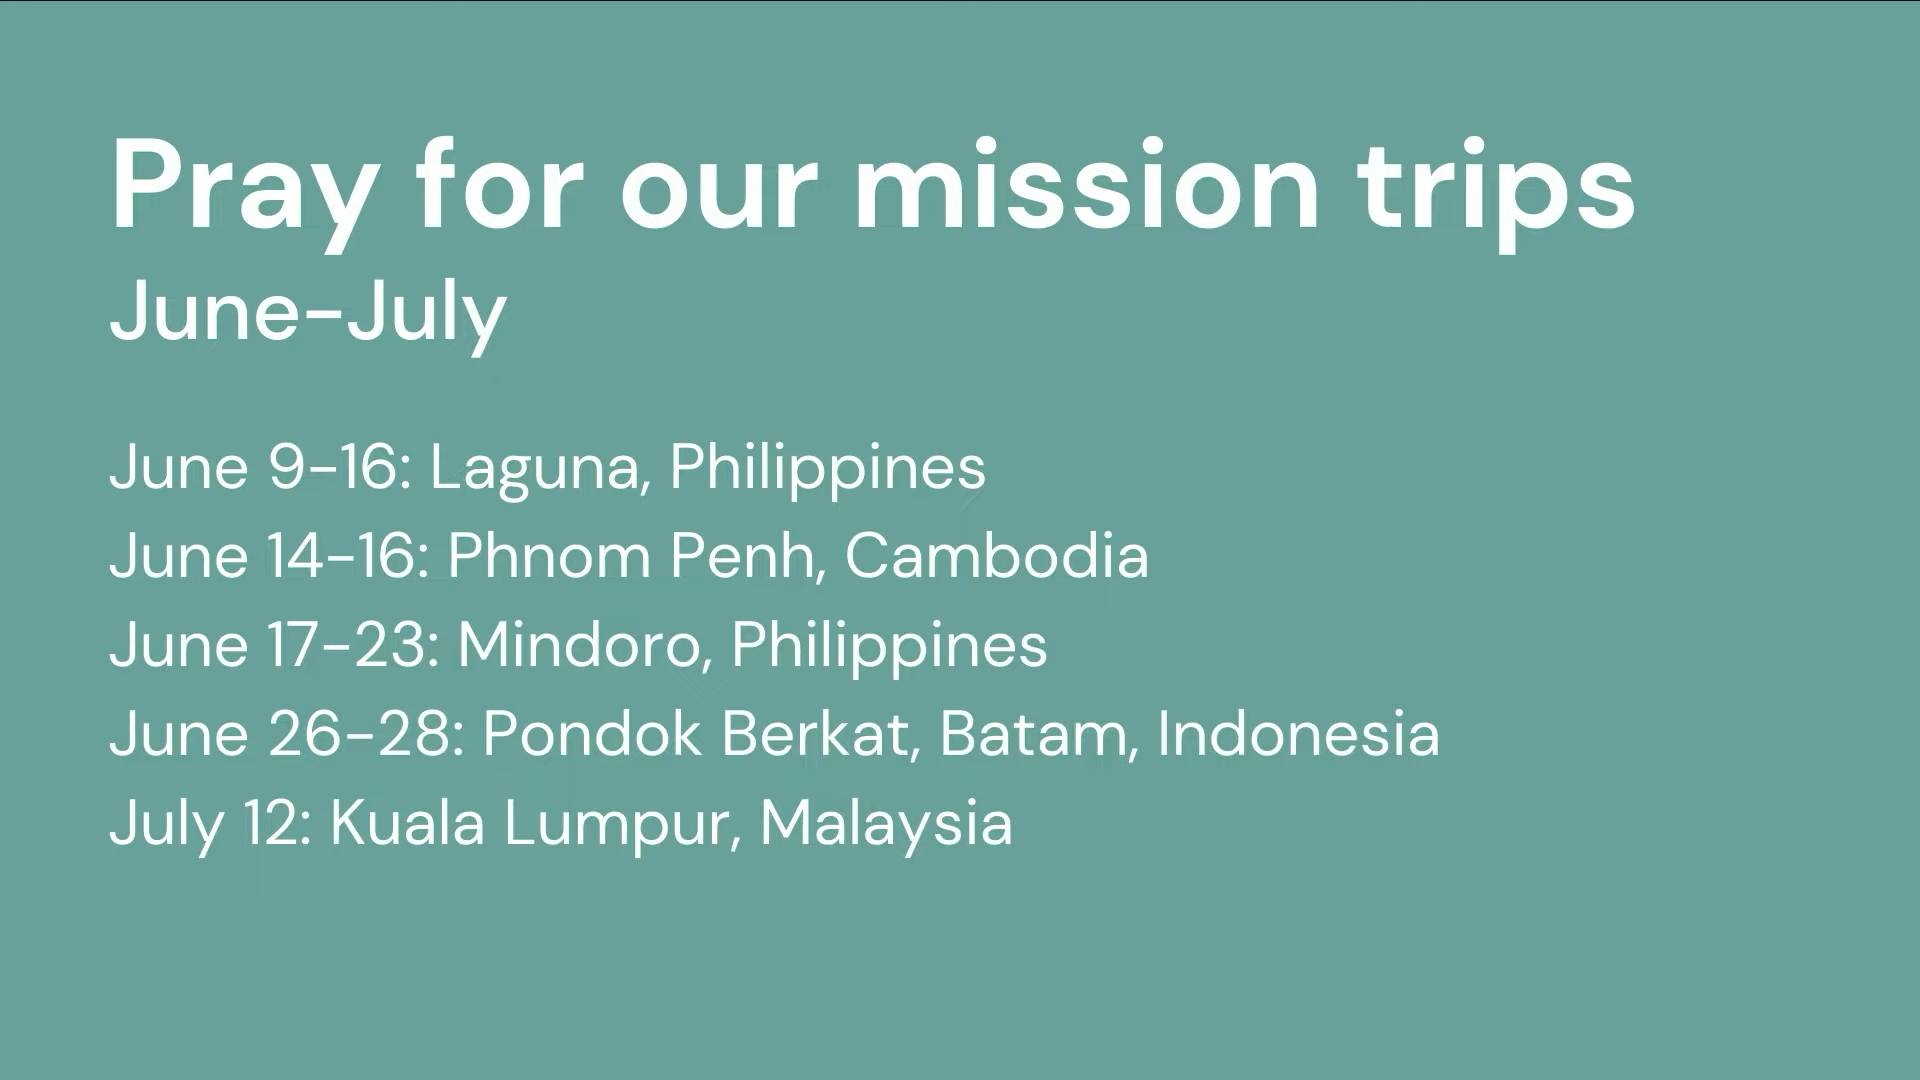 Pray for our mission trips
June-July
June 9-16: Laguna, Philippines
June 14-16: Phnom Penh, Cambodia
June 17-23: Mindoro, Philippines
June 26-28: Pondok Berkat, Batam, Indonesia
July 12: Kuala Lumpur, Malaysia